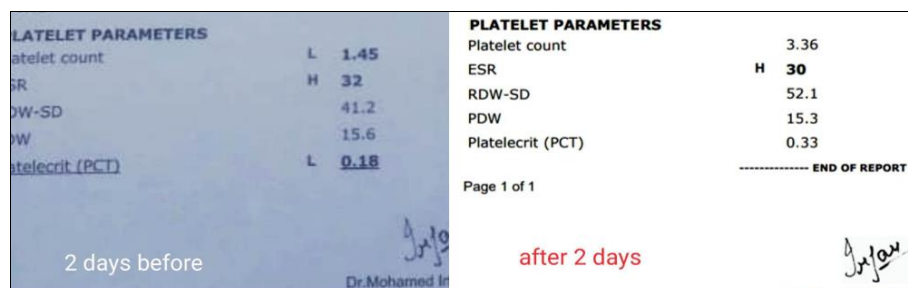 LATELET PARAMETERS
atelet count L 1.45
SR H 32
DW-SD 41.2
W 15.6
atelecrit (PCT) L 0.18
2 days before
Dr.Mohamed Ir
PLATELET PARAMETERS
Platelet count 3.36
ESR H 30
RDW-SD 52.1
PDW 15.3
Platelecrit (PCT) 0.33
-------------- END OF REPORT
Page 1 of 1
after 2 days